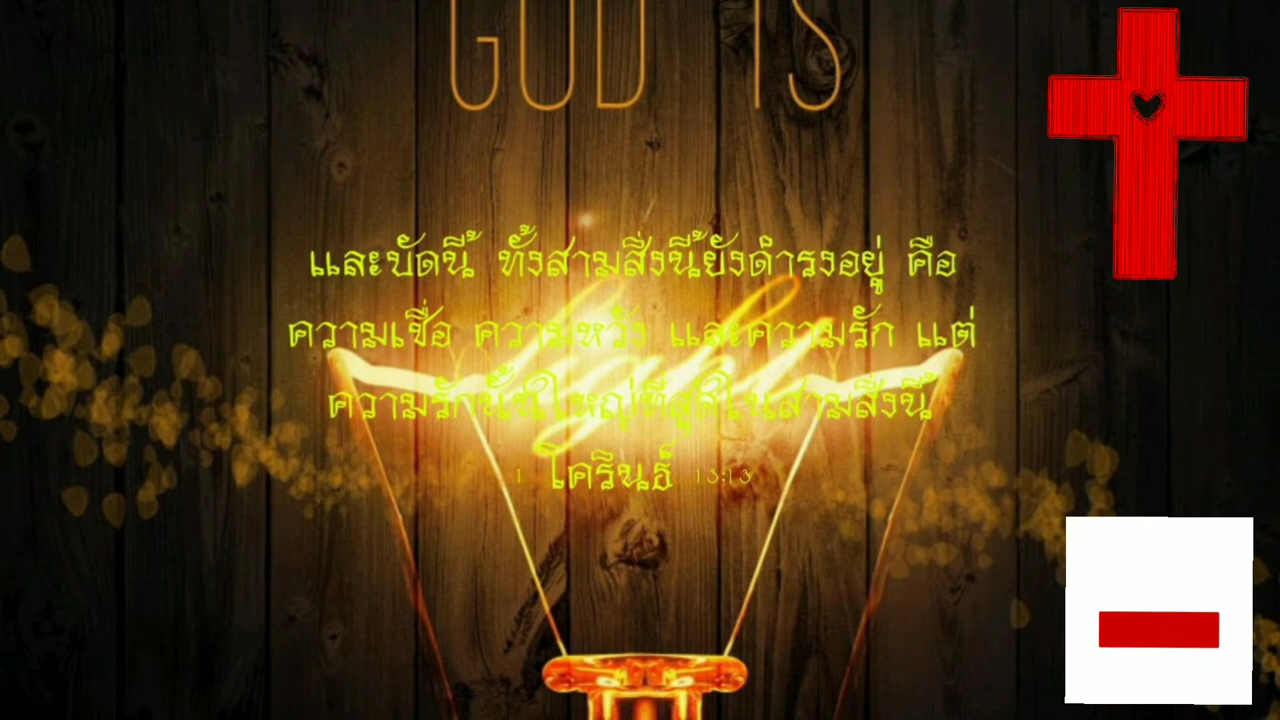 GOD IS
light
และบัดนี้ ทั้งสามสิ่งนี้ยังดำรงอยู่ คือ
ความเชื่อ ความหวัง และความรัก แต่
ความรักนั้นใหญ่ที่สุดในสามสิ่งนี้
1 โครินธ์ 13:13